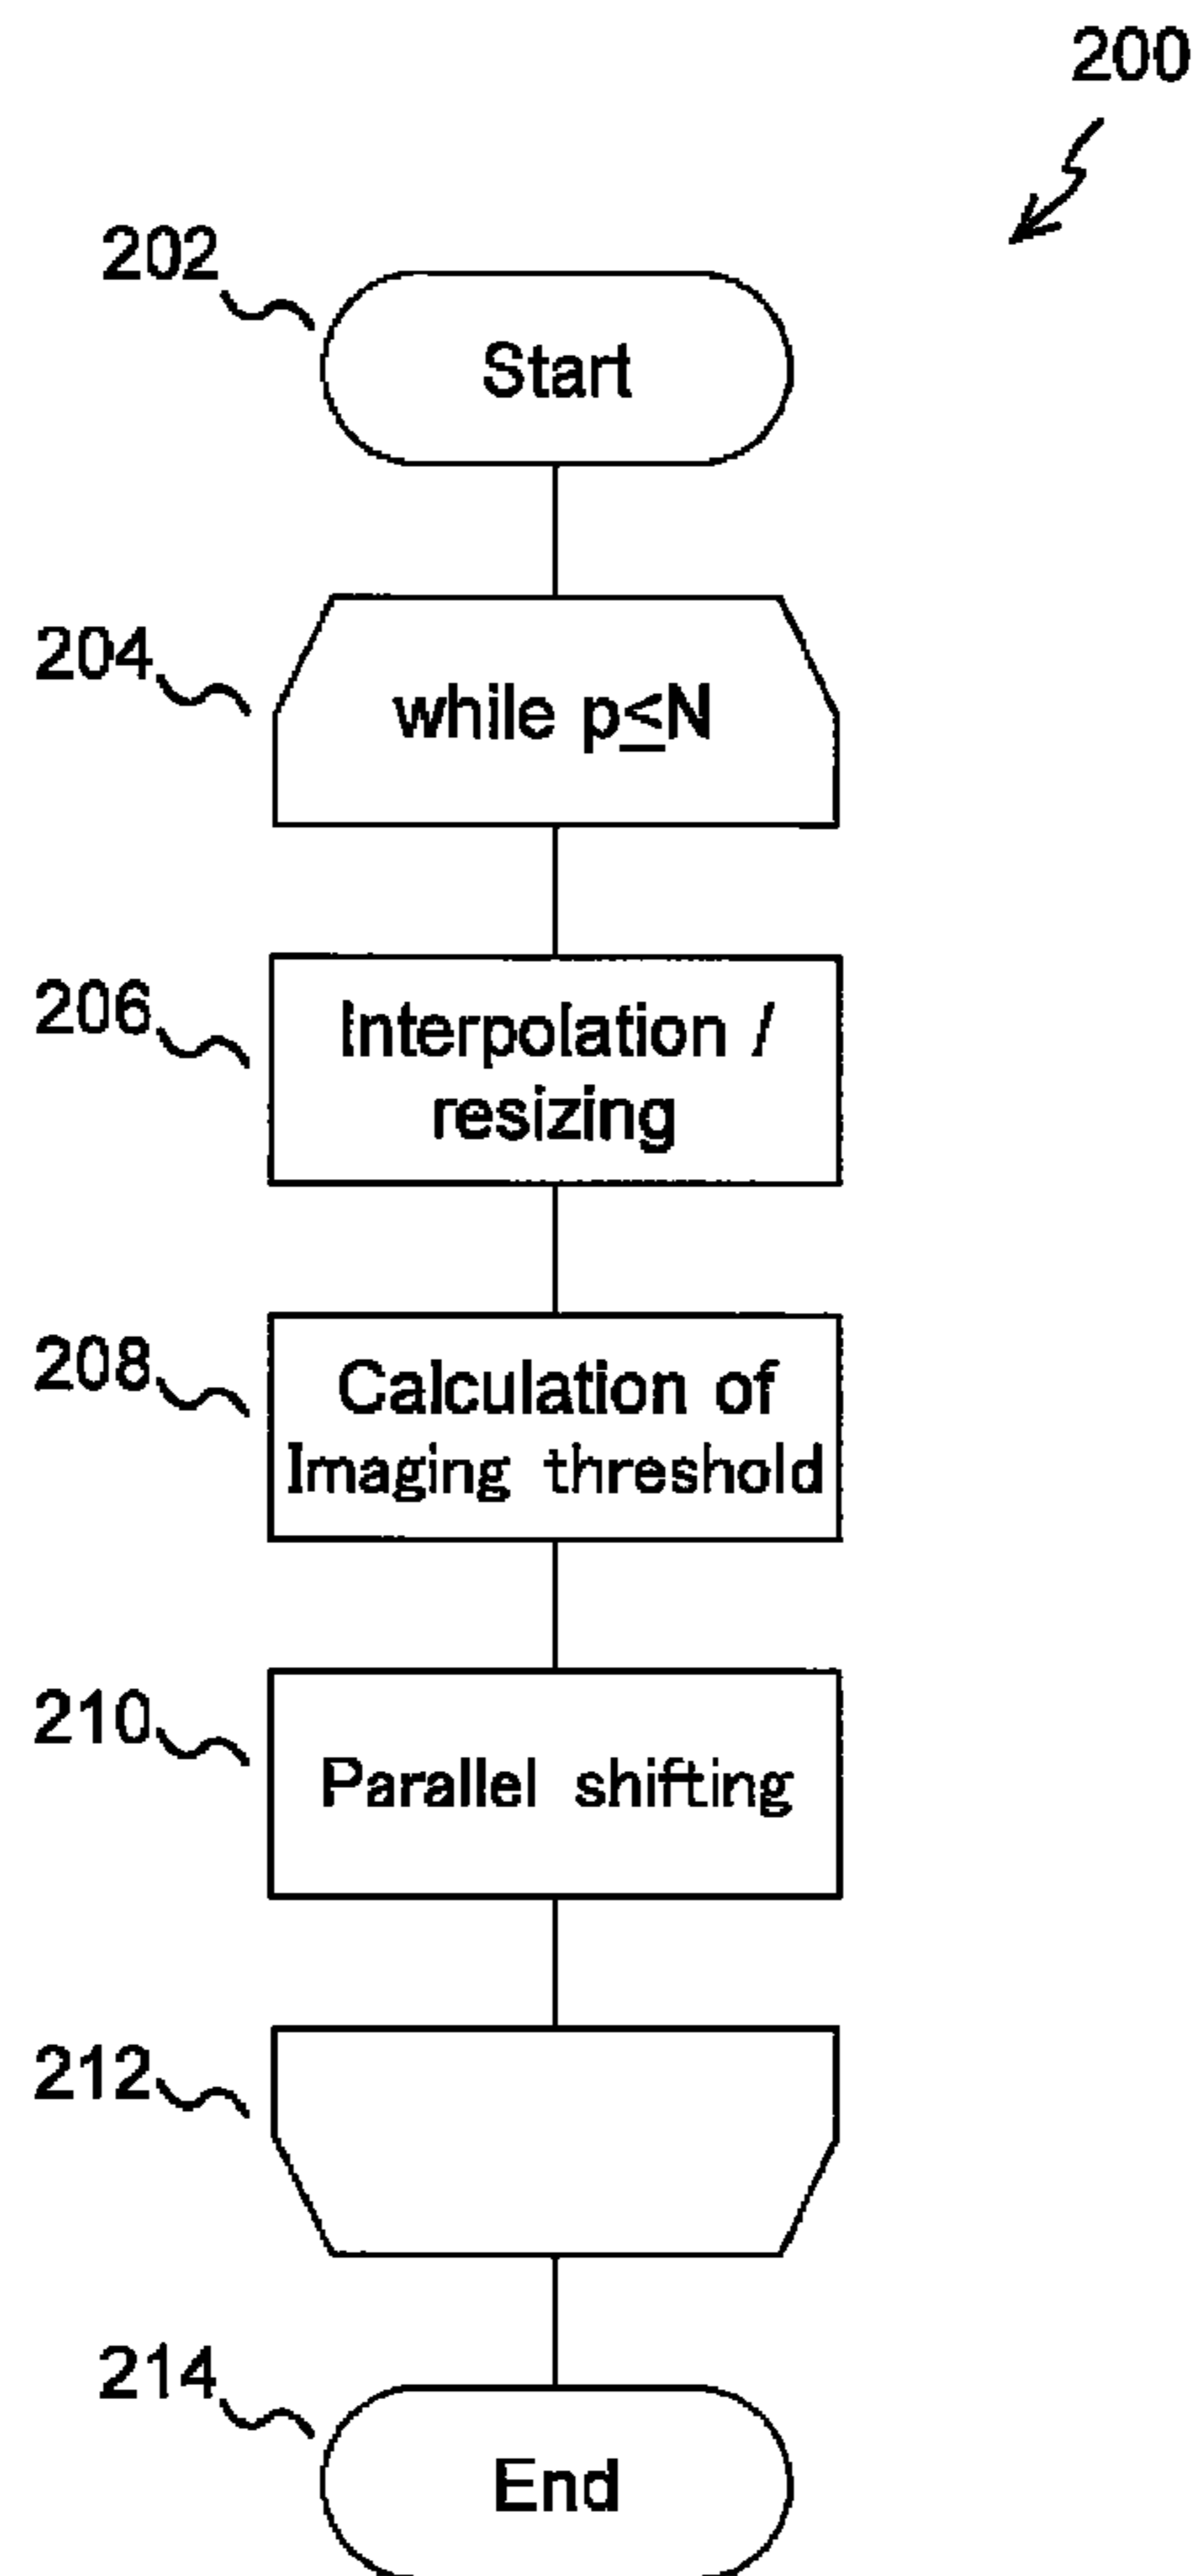 200
202
Start
204
while p≤N
206
Interpolation /
resizing
208
Calculation of
Imaging threshold
210
Parallel shifting
212
214
End